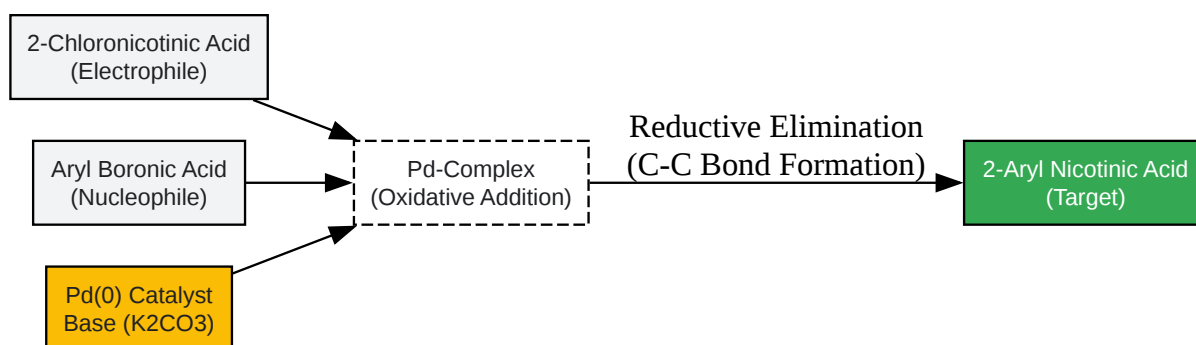 2-Chloronicotinic Acid
(Electrophile)
Aryl Boronic Acid
(Nucleophile)
Pd(0) Catalyst
Base (K2CO3)
Pd-Complex
(Oxidative Addition)
Reductive Elimination
(C-C Bond Formation)
2-Aryl Nicotinic Acid
(Target)